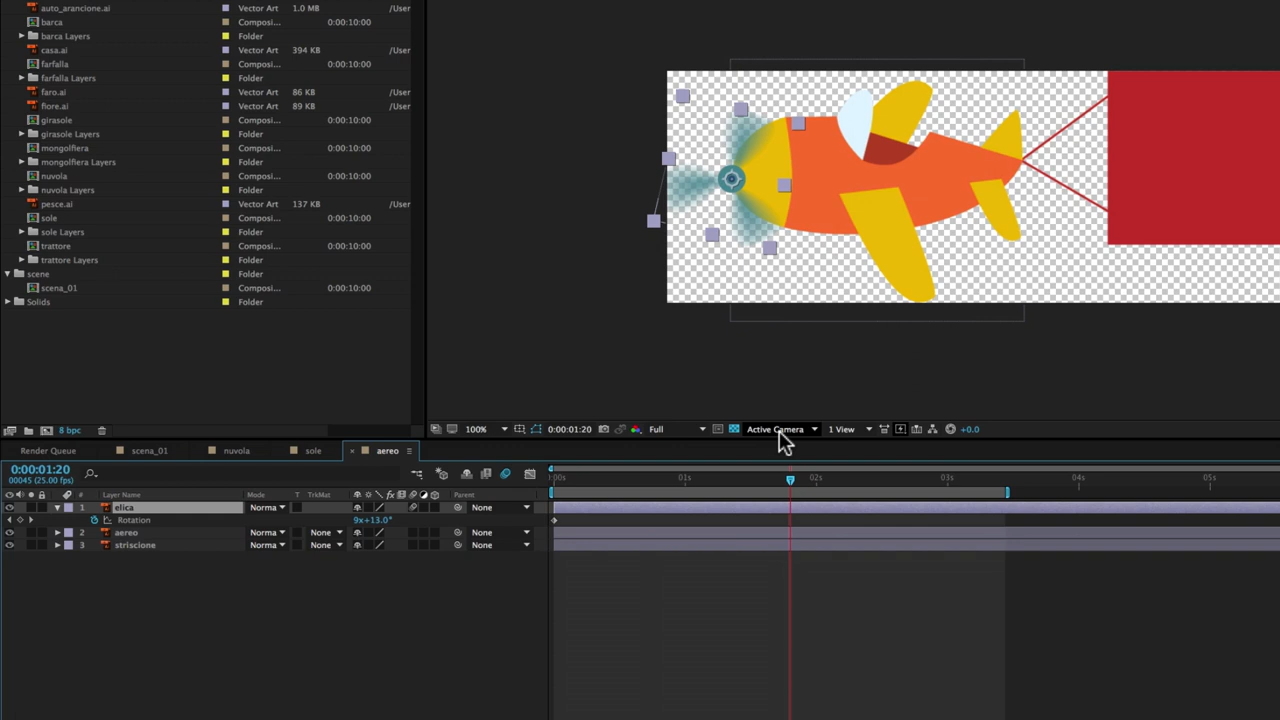 auto_arancione.ai Vector Art 1.0 MB /User
barca Composi... 0:00:10:00
barca Layers Folder
casa.ai Vector Art 394 KB /User
farfalla Composi... 0:00:10:00
farfalla Layers Folder
faro.ai Vector Art 86 KB /User
fiore.ai Vector Art 89 KB /User
girasole Composi... 0:00:10:00
girasole Layers Folder
mongolfiera Composi... 0:00:10:00
mongolfiera Layers Folder
nuvola Composi... 0:00:10:00
nuvola Layers Folder
pesce.ai Vector Art 137 KB /User
sole Composi... 0:00:10:00
sole Layers Folder
trattore Composi... 0:00:10:00
trattore Layers Folder
scene Folder
scena_01 Composi... 0:00:10:00
Solids Folder
8 bpc
100% 0:00:01:20 Full Active Camera 1 View +0.0
Render Queue scena_01 nuvola sole aereo
0:00:01:20
00045 (25.00 fps)
:00s 01s 02s 03s 04s 05s
# Layer Name Mode T TrkMat fx Parent
1 elica Norma None
Rotation 9x+13.0°
2 aereo Norma None None
3 striscione Norma None None